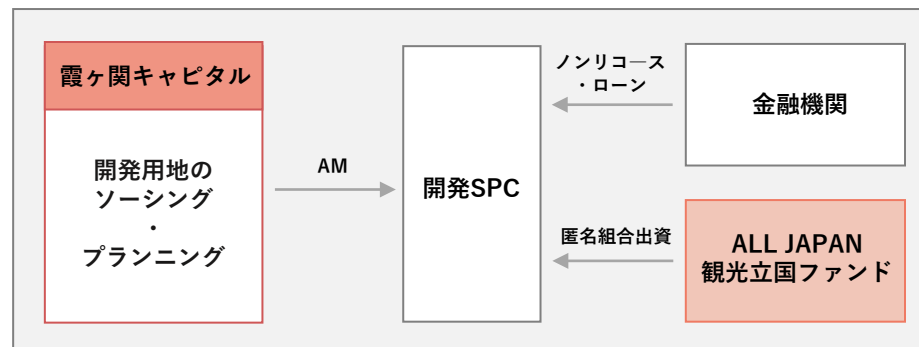 霞ヶ関キャピタル
開発用地の
ソーシング
・
プランニング
AM
開発SPC
ノンリコース
・ローン
金融機関
匿名組合出資
ALL JAPAN
観光立国ファンド